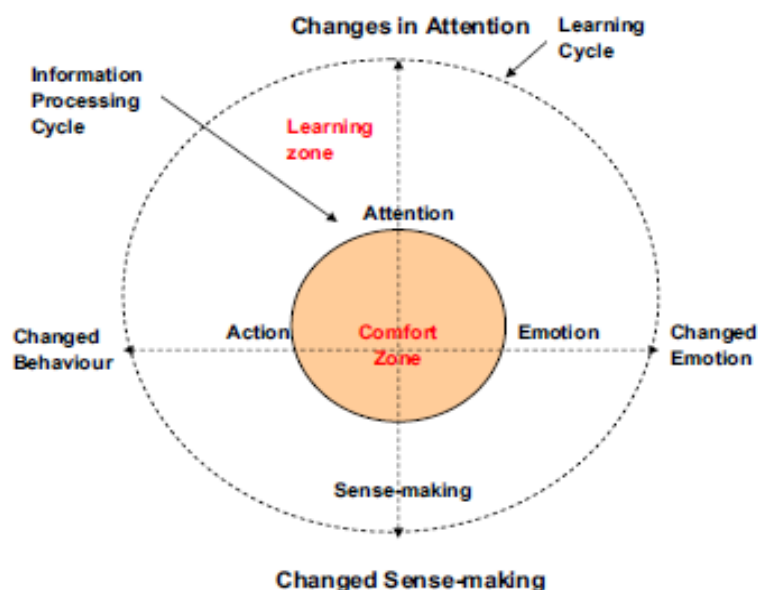 Changes in Attention
Learning
Cycle
Information
Processing
Cycle
Learning
zone
Attention
Changed
Behaviour
Action
Comfort
Zone
Emotion
Changed
Emotion
Sense-making
Changed Sense-making